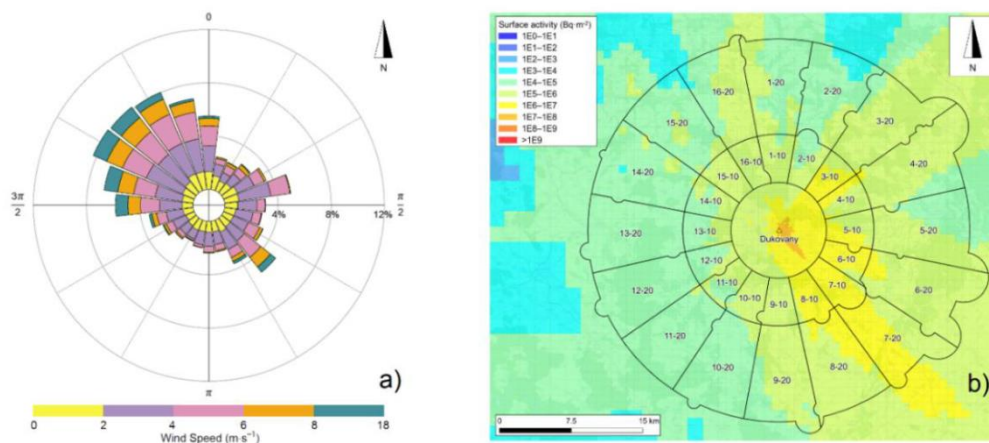 0
N
3π
2
4%
8%
12%
π
2
π
a)
0
2
4
6
8
18
Wind Speed (m·s⁻¹)
Surface activity (Bq·m⁻²)
1E0–1E1
1E1–1E2
1E2–1E3
1E3–1E4
1E4–1E5
1E5–1E6
1E6–1E7
1E7–1E8
1E8–1E9
>1E9
N
16-20
1-20
2-20
15-20
3-20
14-20
4-20
16-10
1-10
2-10
15-10
3-10
14-10
4-10
13-20
13-10
Dukovany
5-10
5-20
12-10
6-10
12-20
11-10
7-10
6-20
10-10
9-10
8-10
11-20
7-20
10-20
9-20
8-20
0
7.5
15 km
b)